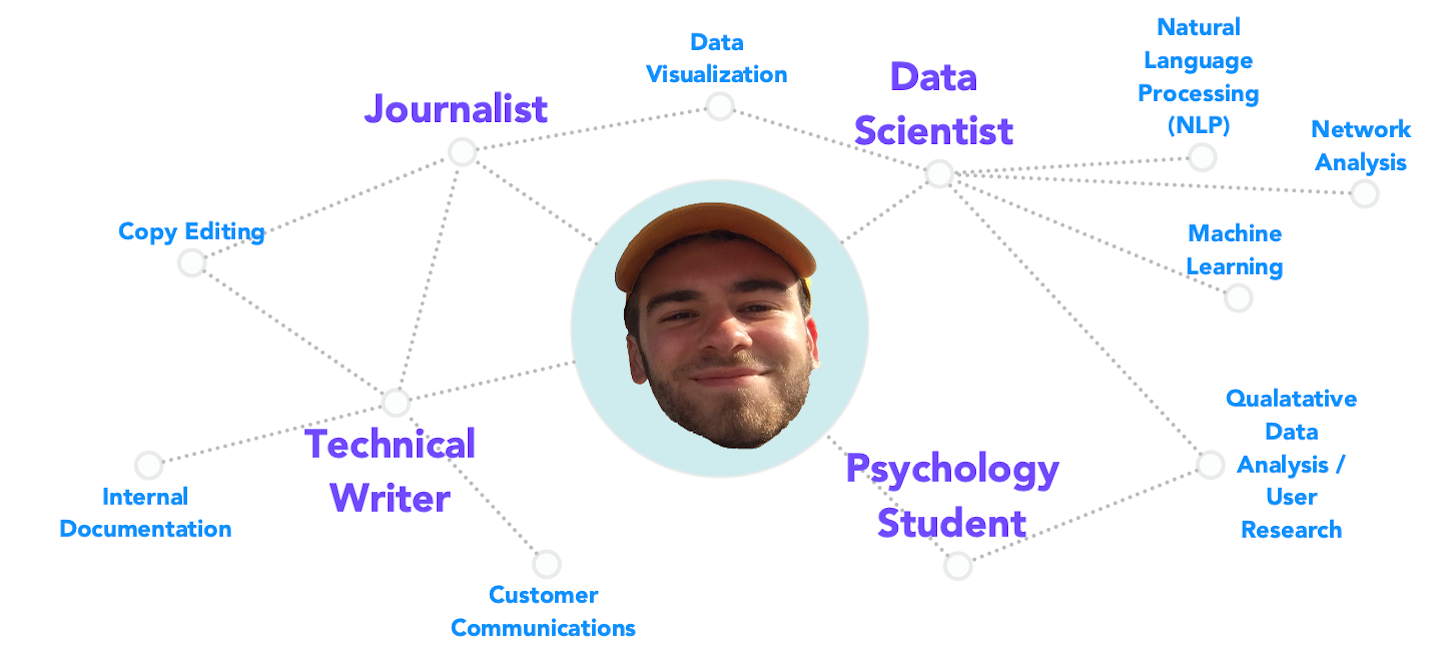 Data
Visualization
Journalist
Data
Scientist
Natural
Language
Processing
(NLP)
Network
Analysis
Copy Editing
Machine
Learning
Technical
Writer
Internal
Documentation
Customer
Communications
Psychology
Student
Qualatative
Data
Analysis /
User
Research